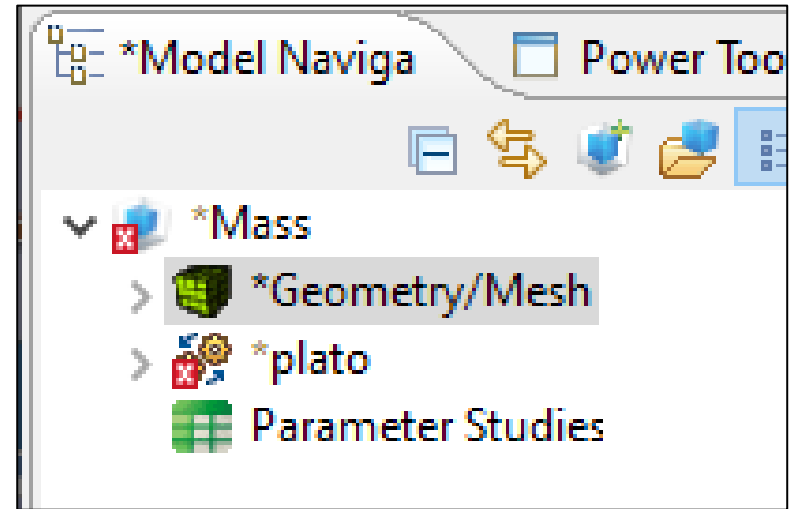 *Model Naviga Power Too
*Mass
*Geometry/Mesh
*plato
Parameter Studies